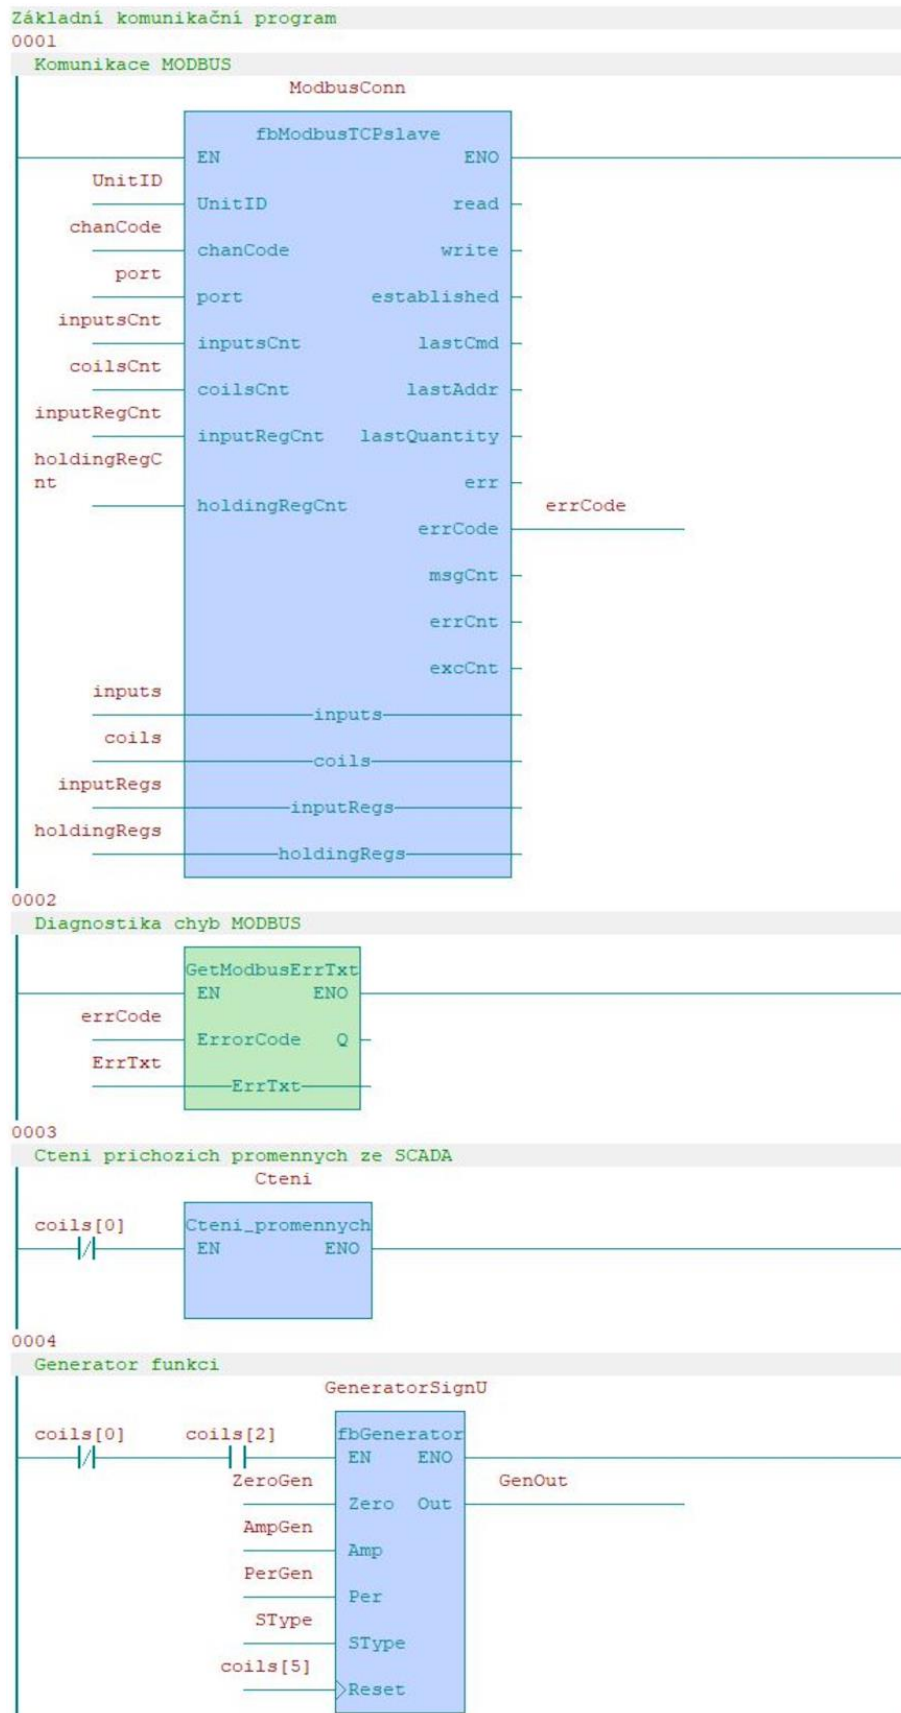 Základní komunikační program
0001
Komunikace MODBUS
ModbusConn
fbModbusTCPslave
EN ENO
UnitID
UnitID read
chanCode
chanCode write
port
port established
inputsCnt
inputsCnt lastCmd
coilsCnt
coilsCnt lastAddr
inputRegCnt
inputRegCnt lastQuantity
holdingRegC
nt
err
holdingRegCnt
errCode
errCode
msgCnt
errCnt
excCnt
inputs
inputs
coils
coils
inputRegs
inputRegs
holdingRegs
holdingRegs
0002
Diagnostika chyb MODBUS
GetModbusErrTxt
EN ENO
errCode
ErrorCode Q
ErrTxt
ErrTxt
0003
Cteni prichozich promennych ze SCADA
Cteni
coils[0] Cteni_promennych
EN ENO
0004
Generator funkci
GeneratorSignU
coils[0] coils[2] fbGenerator
EN ENO
ZeroGen GenOut
Zero Out
AmpGen
Amp
PerGen
Per
SType
SType
coils[5]
Reset